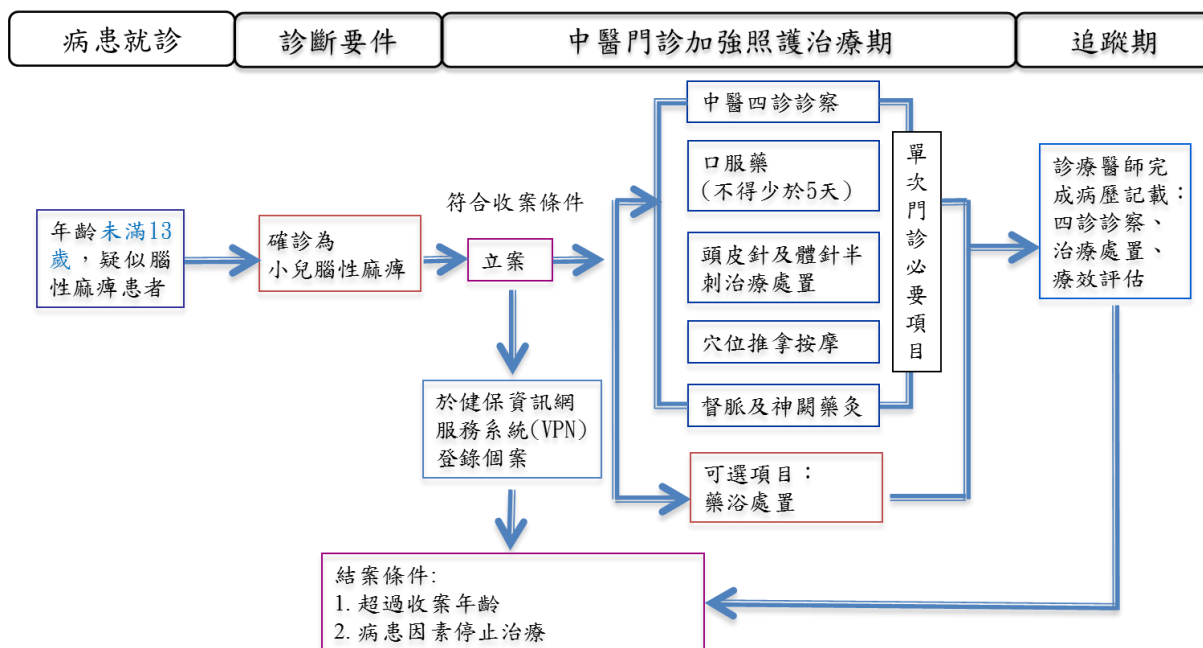 病患就診
診斷要件
中醫門診加強照護治療期
追蹤期
年齡未滿13
歲，疑似腦
性麻痺患者
確診為
小兒腦性麻痺
符合收案條件
立案
於健保資訊網
服務系統(VPN)
登錄個案
中醫四診診察
口服藥
(不得少於5天)
頭皮針及體針半
刺治療處置
穴位推拿按摩
督脈及神闕藥灸
單次門診必要項目
可選項目：
藥浴處置
診療醫師完
成病歷記載：
四診診察、
治療處置、
療效評估
結案條件:
1. 超過收案年齡
2. 病患因素停止治療